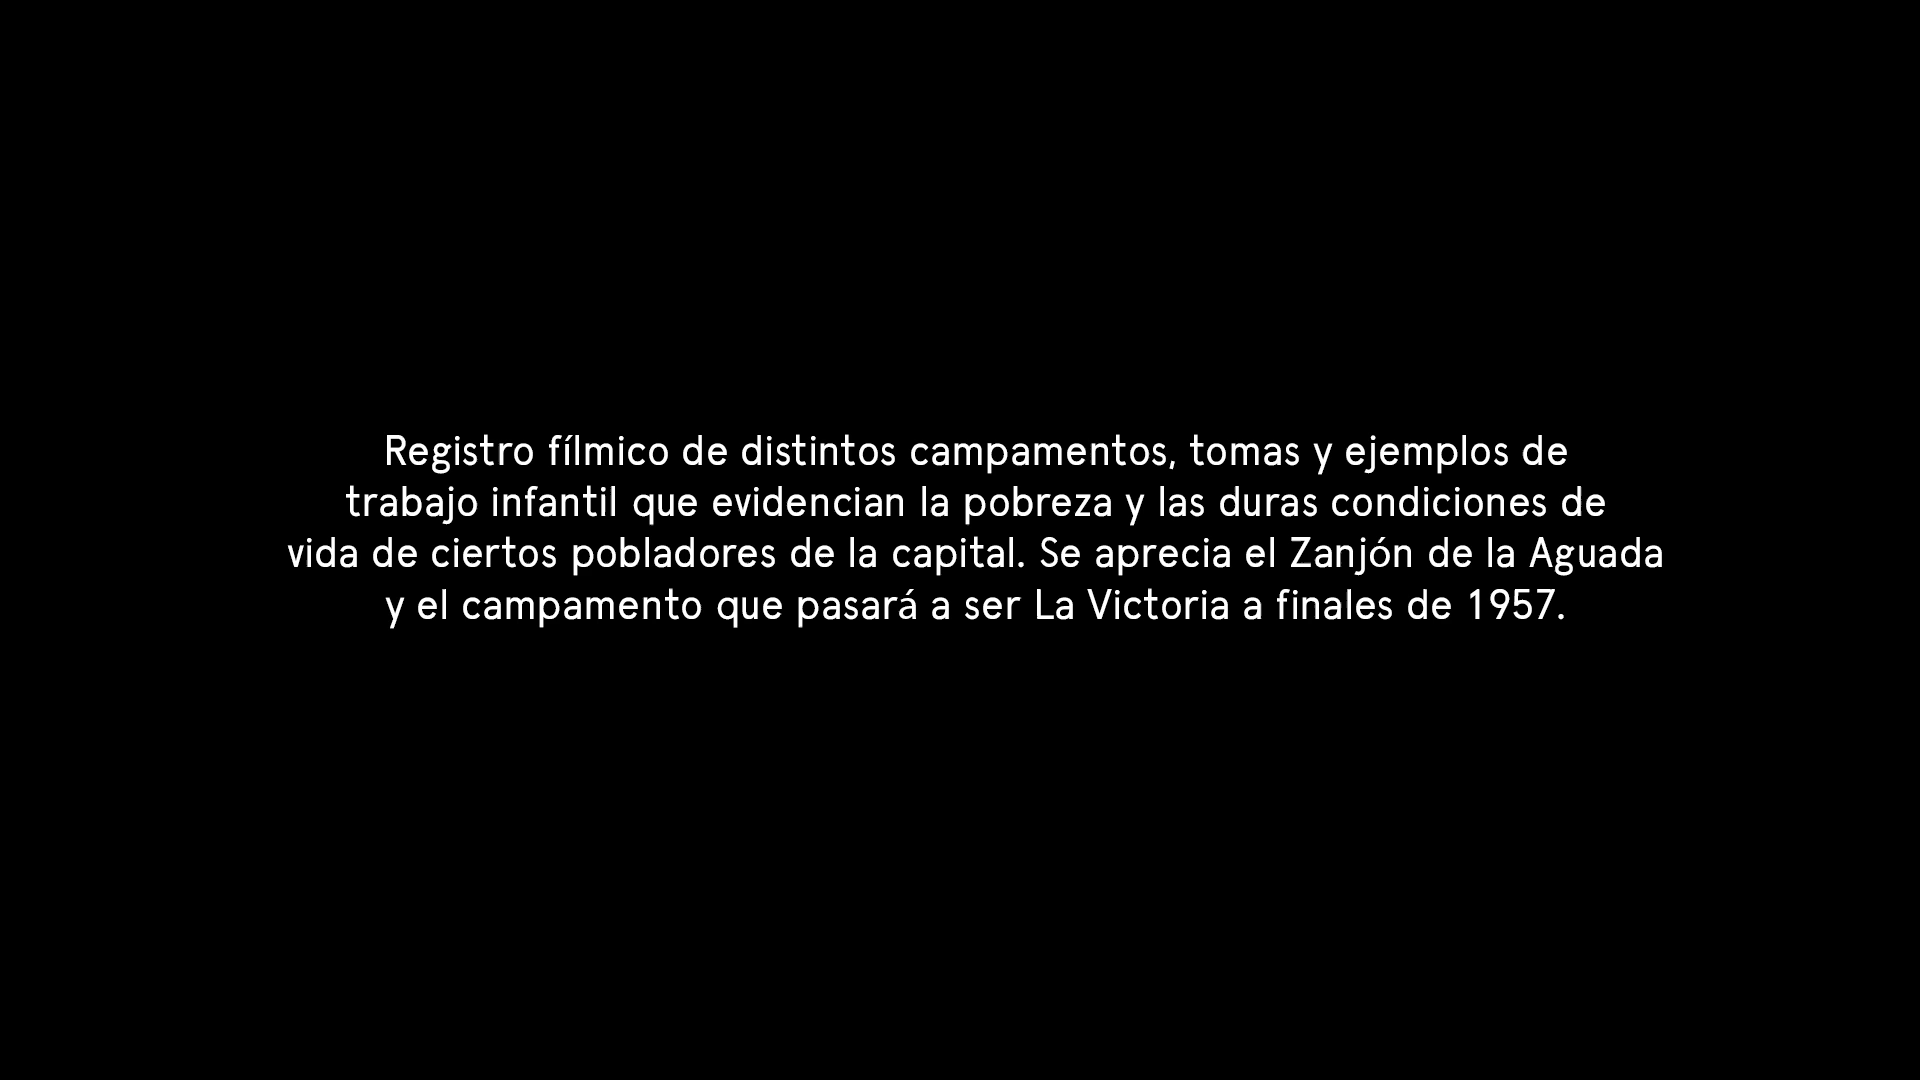 Registro fílmico de distintos campamentos, tomas y ejemplos de
trabajo infantil que evidencian la pobreza y las duras condiciones de
vida de ciertos pobladores de la capital. Se aprecia el Zanjón de la Aguada
y el campamento que pasará a ser La Victoria a finales de 1957.